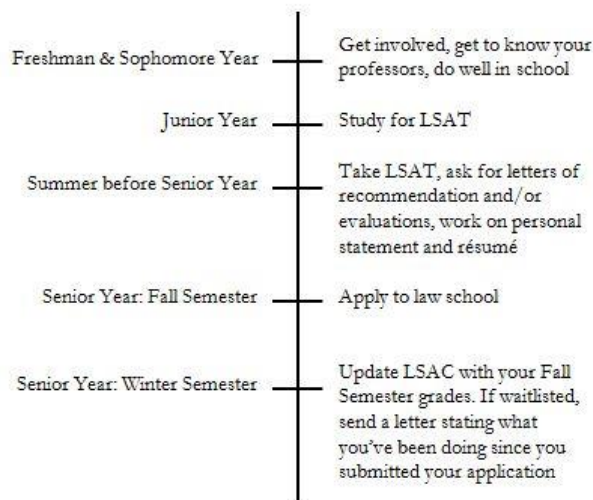 Freshman & Sophomore Year
Get involved, get to know your
professors, do well in school
Junior Year
Study for LSAT
Summer before Senior Year
Take LSAT, ask for letters of
recommendation and/or
evaluations, work on personal
statement and résumé
Senior Year: Fall Semester
Apply to law school
Senior Year: Winter Semester
Update LSAC with your Fall
Semester grades. If waitlisted,
send a letter stating what
you've been doing since you
submitted your application